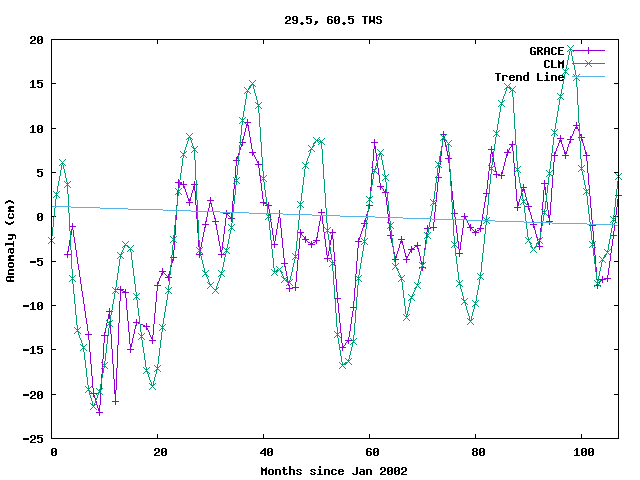 29.5, 60.5 TWS
GRACE
CLM
Trend Line
20
15
10
5
0
-5
-10
-15
-20
-25
Anomaly (cm)
0 20 40 60 80 100
Months since Jan 2002